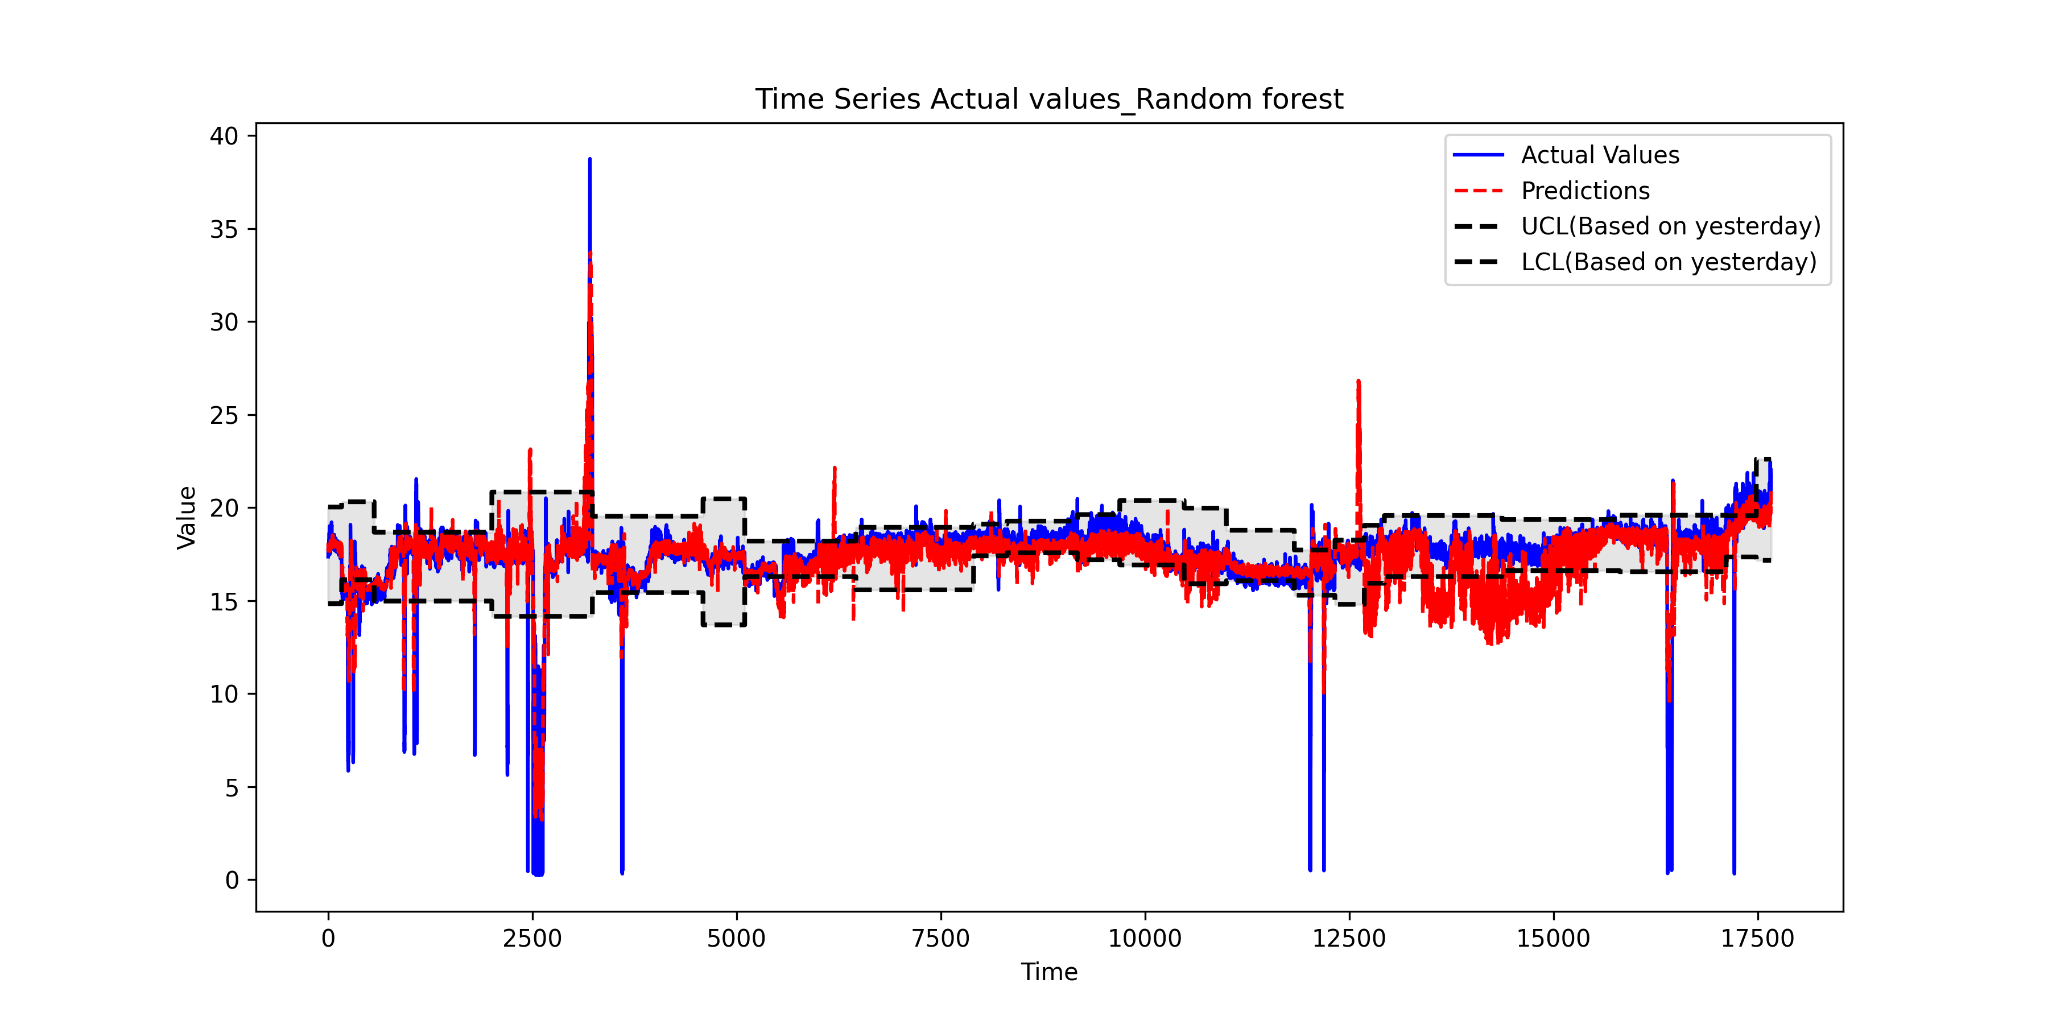 Time Series Actual values_Random forest
40
35
30
25
20
15
10
5
0
Value
Actual Values
Predictions
UCL(Based on yesterday)
LCL(Based on yesterday)
0 2500 5000 7500 10000 12500 15000 17500
Time